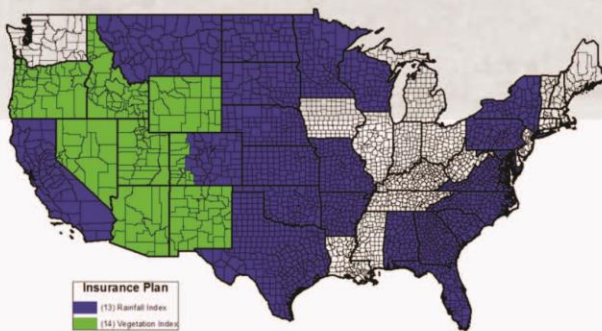 Insurance Plan
(13) Rainfall Index
(14) Vegetation Index